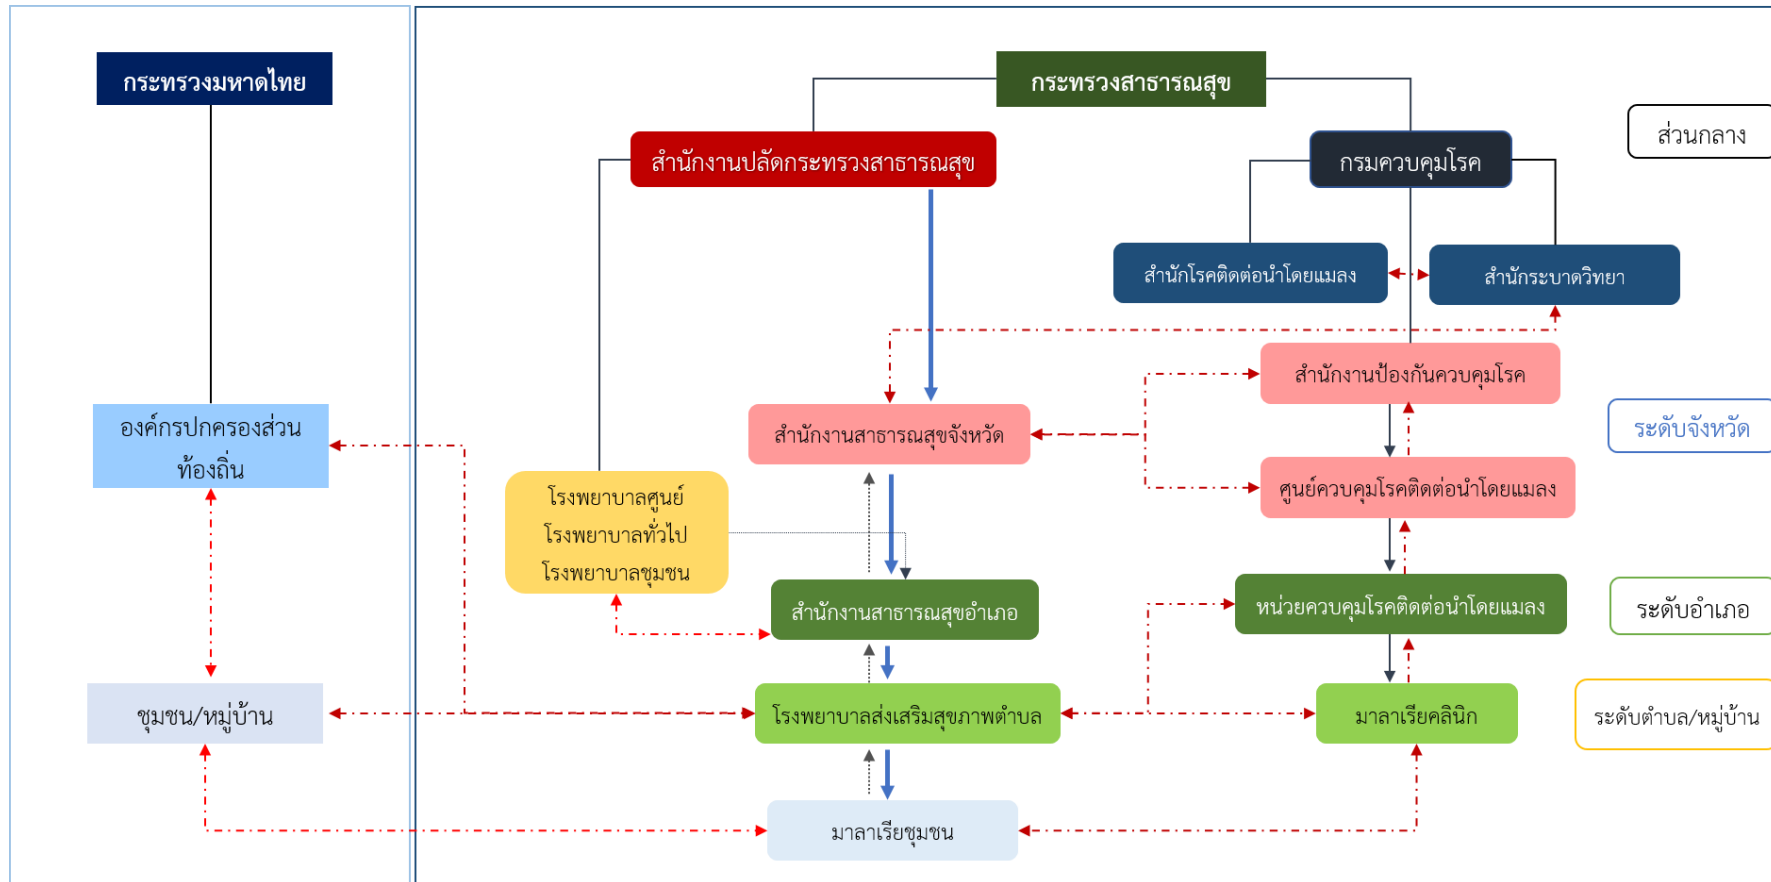 กระทรวงมหาดไทย
กระทรวงสาธารณสุข
ส่วนกลาง
สำนักงานปลัดกระทรวงสาธารณสุข
กรมควบคุมโรค
สำนักโรคติดต่อนำโดยแมลง
สำนักระบาดวิทยา
สำนักงานป้องกันควบคุมโรค
องค์กรปกครองส่วน
ท้องถิ่น
สำนักงานสาธารณสุขจังหวัด
ระดับจังหวัด
โรงพยาบาลศูนย์
โรงพยาบาลทั่วไป
โรงพยาบาลชุมชน
ศูนย์ควบคุมโรคติดต่อนำโดยแมลง
สำนักงานสาธารณสุขอำเภอ
หน่วยควบคุมโรคติดต่อนำโดยแมลง
ระดับอำเภอ
ชุมชน/หมู่บ้าน
โรงพยาบาลส่งเสริมสุขภาพตำบล
มาลาเรียคลินิก
ระดับตำบล/หมู่บ้าน
มาลาเรียชุมชน